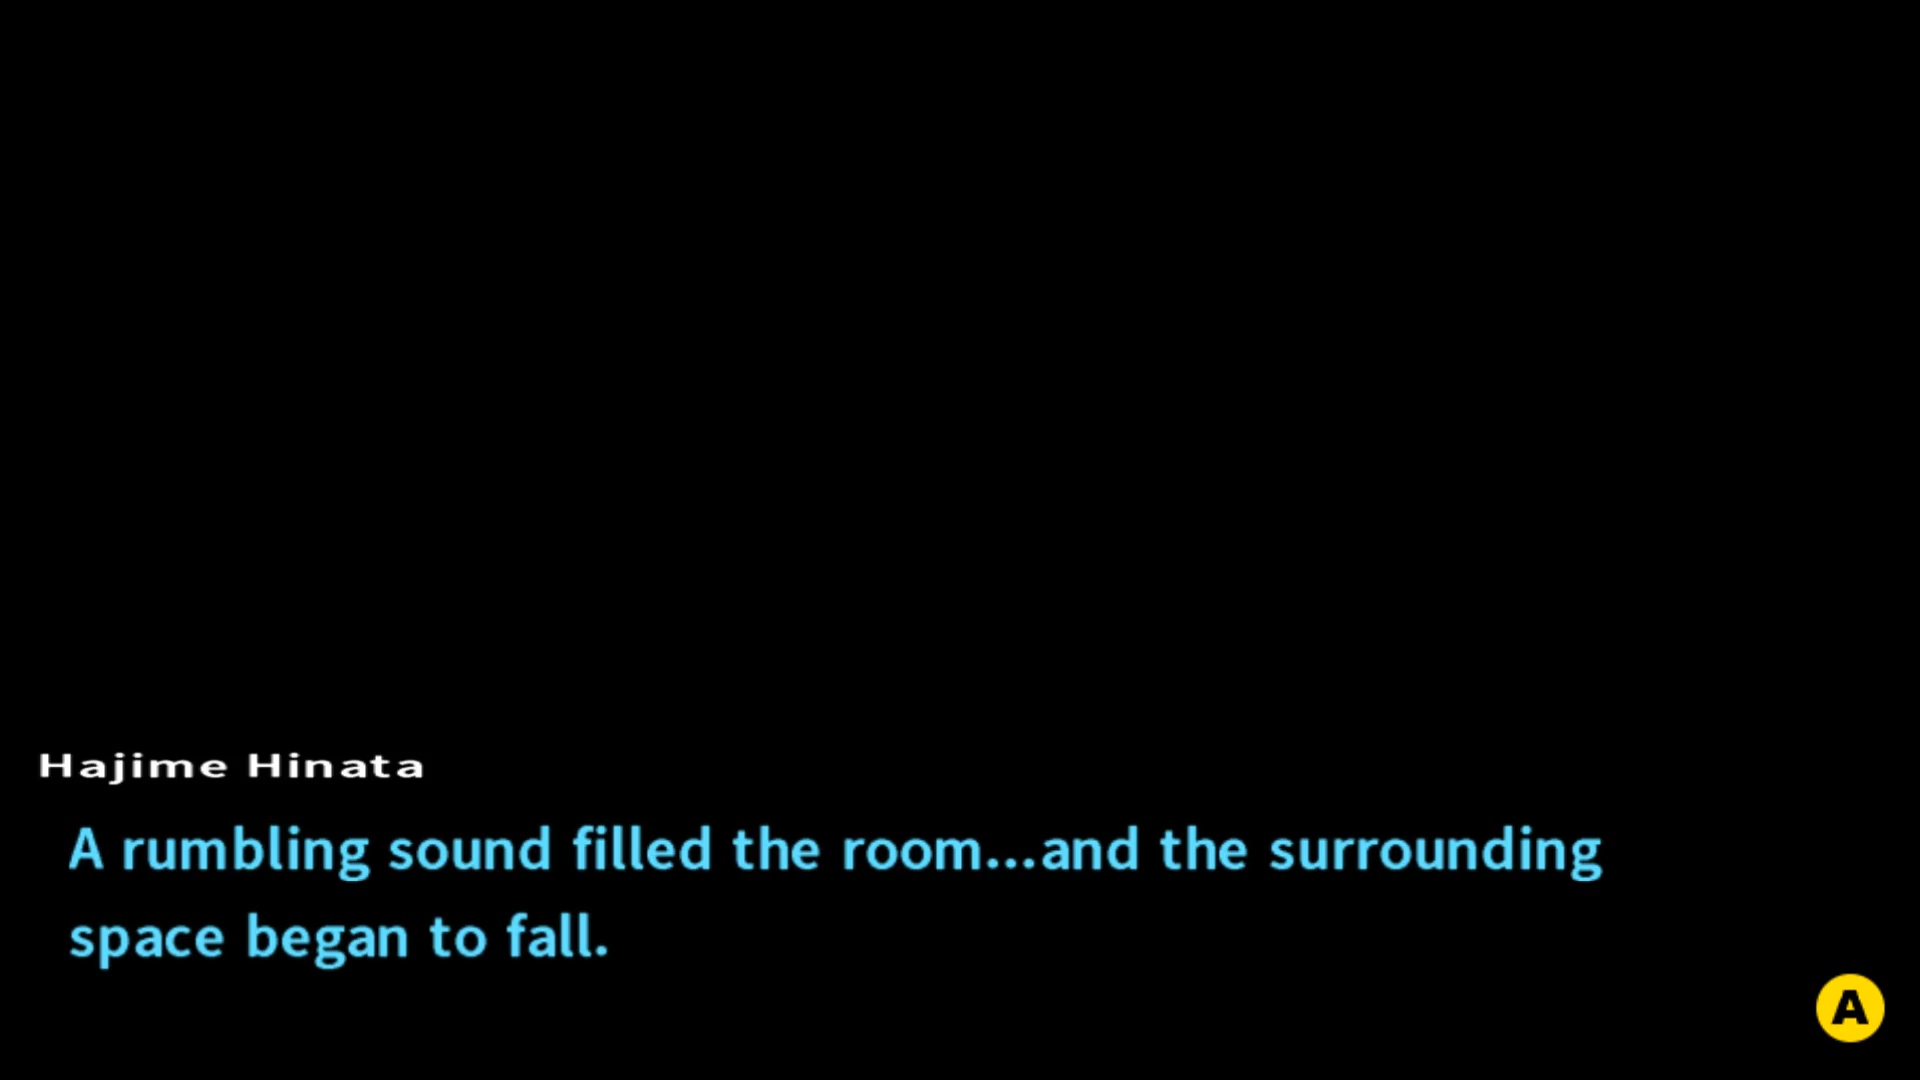 Hajime Hinata
A rumbling sound filled the room...and the surrounding
space began to fall.
A